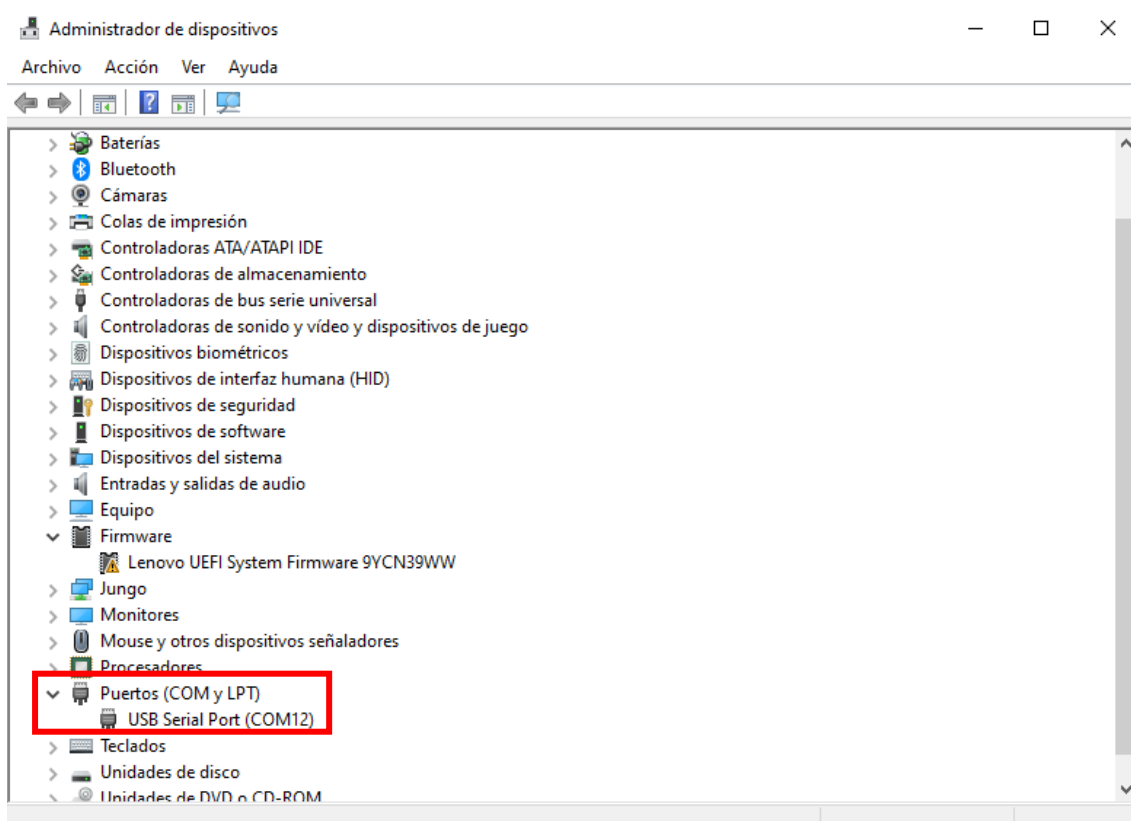 Administrador de dispositivos
Archivo Acción Ver Ayuda
Baterías
Bluetooth
Cámaras
Colas de impresión
Controladoras ATA/ATAPI IDE
Controladoras de almacenamiento
Controladoras de bus serie universal
Controladoras de sonido y vídeo y dispositivos de juego
Dispositivos biométricos
Dispositivos de interfaz humana (HID)
Dispositivos de seguridad
Dispositivos de software
Dispositivos del sistema
Entradas y salidas de audio
Equipo
Firmware
Lenovo UEFI System Firmware 9YCN39WW
Jungo
Monitores
Mouse y otros dispositivos señaladores
Procesadores
Puertos (COM y LPT)
USB Serial Port (COM12)
Teclados
Unidades de disco
Unidades de DVD o CD-ROM